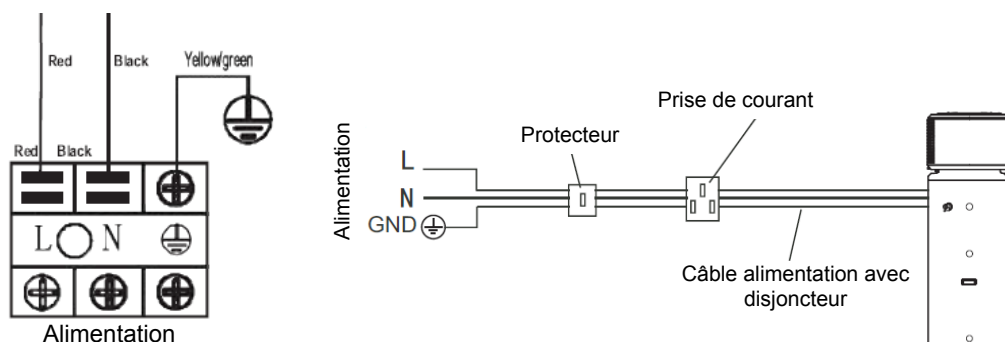 Red
Black
Yellow/green
Red
Black
L
N
Alimentation
Alimentation
L
N
GND
Protecteur
Prise de courant
Câble alimentation avec
disjoncteur